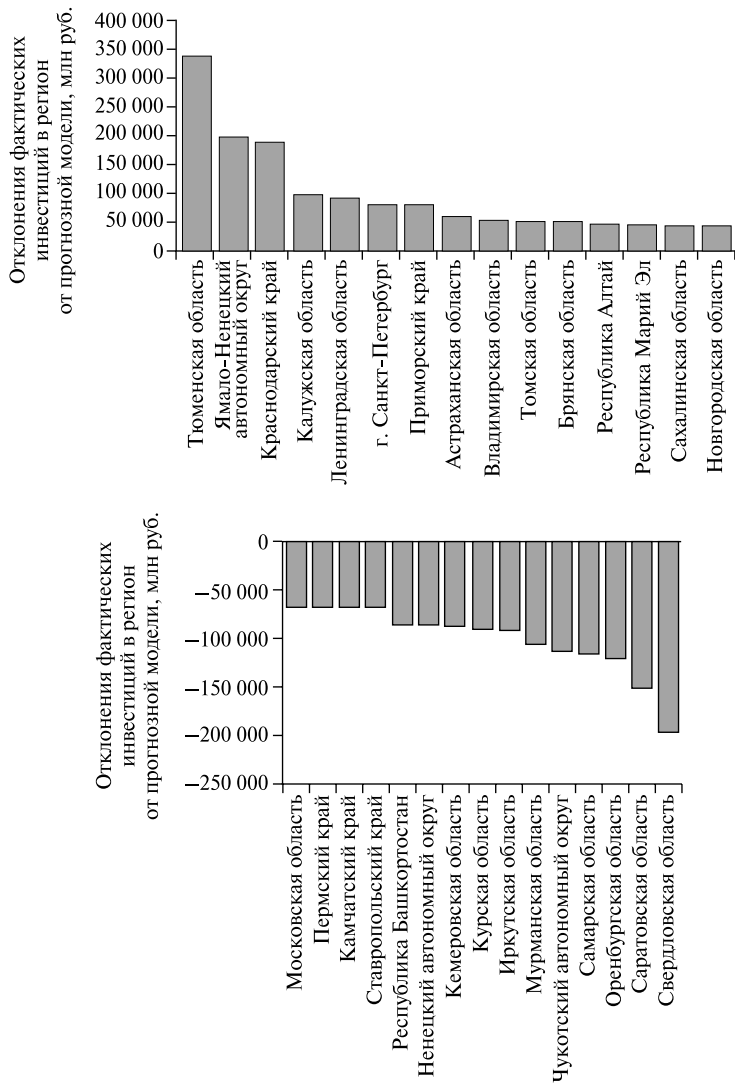 Отклонения фактических
инвестиций в регион
от прогнозной модели, млн руб.
400 000
350 000
300 000
250 000
200 000
150 000
100 000
50 000
0
Тюменская область
Ямало-Ненецкий
автономный округ
Краснодарский край
Калужская область
Ленинградская область
г. Санкт-Петербург
Приморский край
Астраханская область
Владимирская область
Томская область
Брянская область
Республика Алтай
Республика Марий Эл
Сахалинская область
Новгородская область
Отклонения фактических
инвестиций в регион
от прогнозной модели, млн руб.
0
−50 000
−100 000
−150 000
−200 000
−250 000
Московская область
Пермский край
Камчатский край
Ставропольский край
Республика Башкортостан
Ненецкий автономный округ
Кемеровская область
Курская область
Иркутская область
Мурманская область
Чукотский автономный округ
Самарская область
Оренбургская область
Саратовская область
Свердловская область